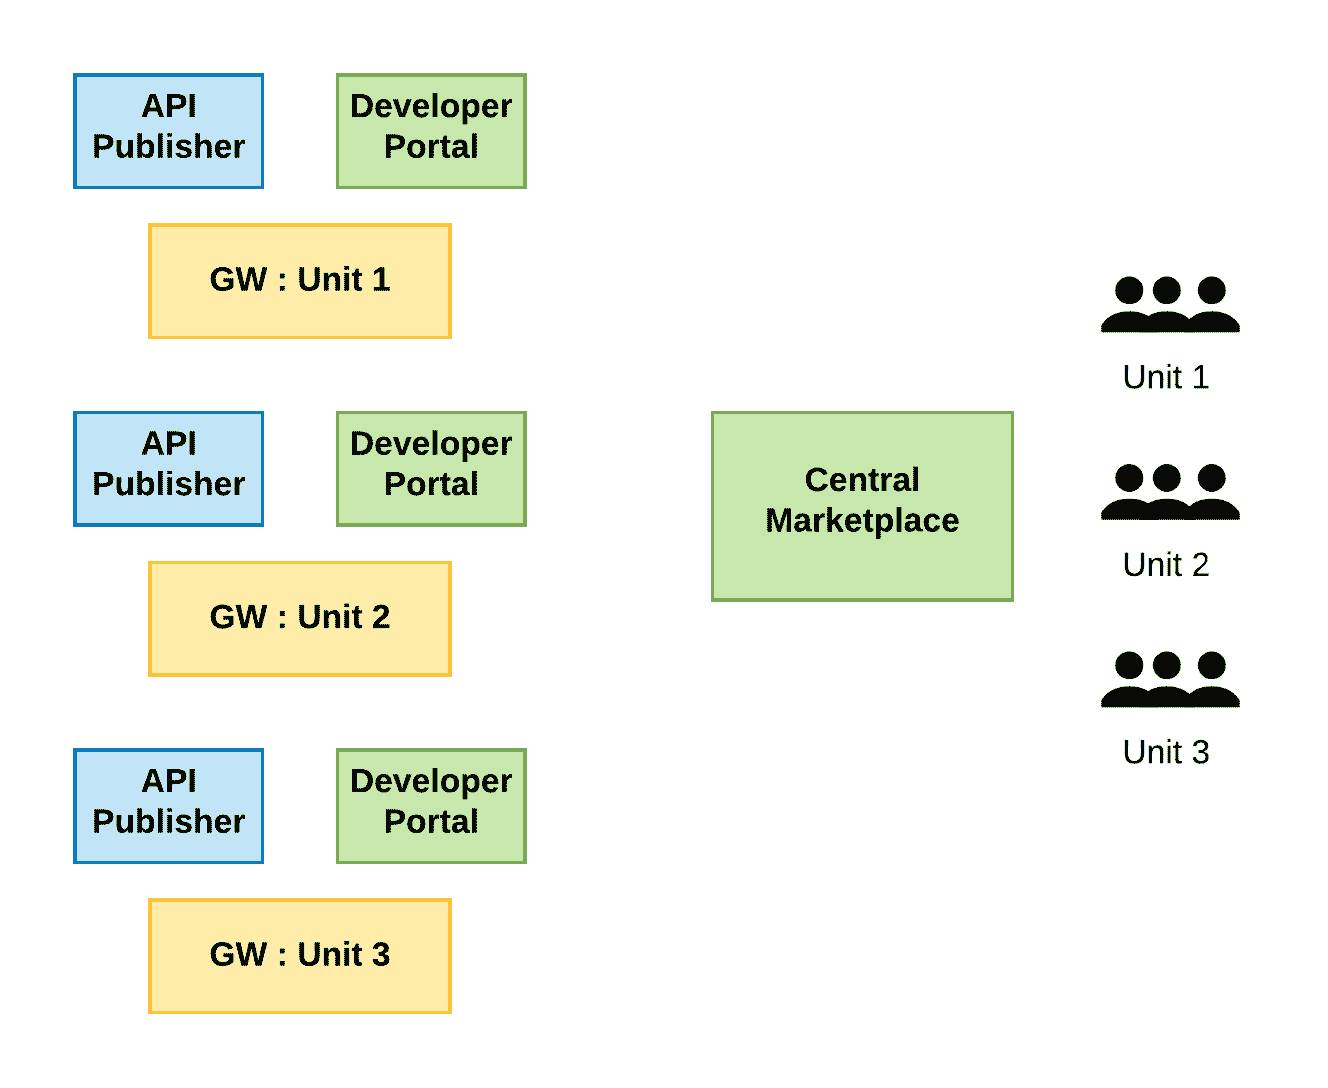 API
Publisher
Developer
Portal
GW : Unit 1
API
Publisher
Developer
Portal
GW : Unit 2
API
Publisher
Developer
Portal
GW : Unit 3
Central
Marketplace
Unit 1
Unit 2
Unit 3